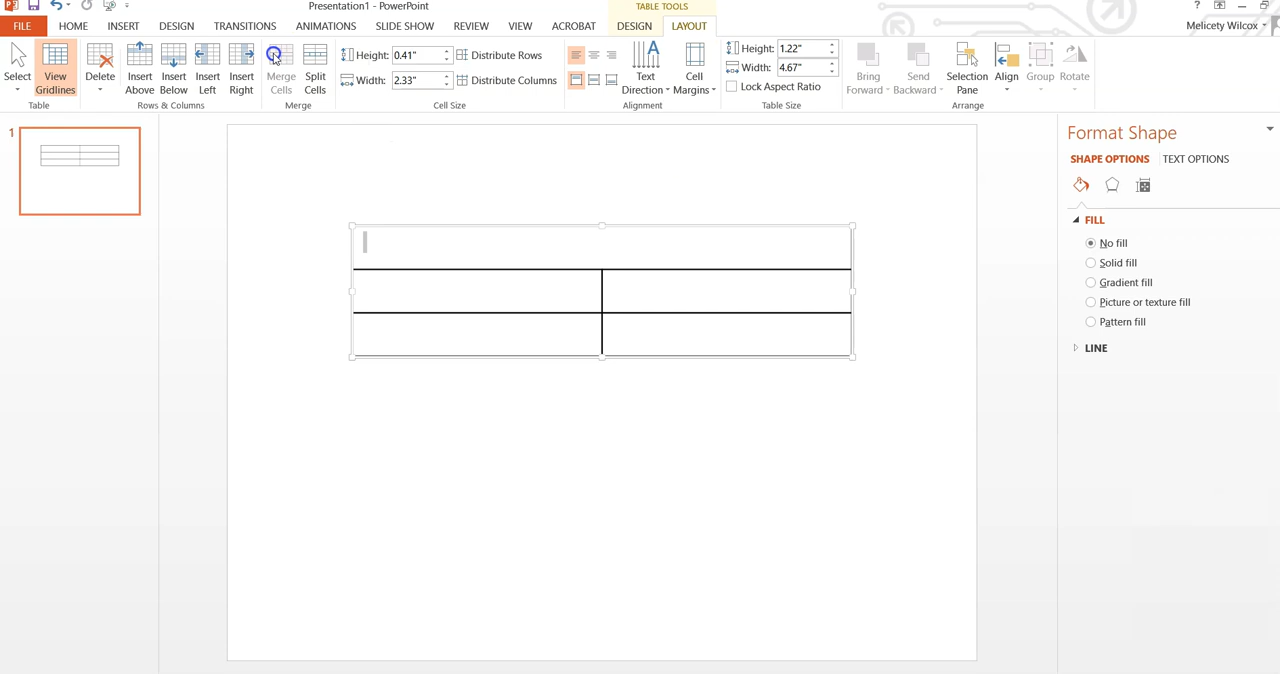 Presentation1 - PowerPoint
TABLE TOOLS
?
FILE
HOME
INSERT
DESIGN
TRANSITIONS
ANIMATIONS
SLIDE SHOW
REVIEW
VIEW
ACROBAT
DESIGN
LAYOUT
Melicety Wilcox
Select
View Gridlines
Table
Delete
Insert Above
Insert Below
Insert Left
Insert Right
Rows & Columns
Merge Cells
Split Cells
Merge
Height: 0.41"
Distribute Rows
Width: 2.33"
Distribute Columns
Cell Size
Text Direction
Cell Margins
Alignment
Height: 1.22"
Width: 4.67"
Lock Aspect Ratio
Table Size
Bring Forward
Send Backward
Selection Pane
Align
Group
Rotate
Arrange
1
Format Shape
SHAPE OPTIONS
TEXT OPTIONS
FILL
No fill
Solid fill
Gradient fill
Picture or texture fill
Pattern fill
LINE